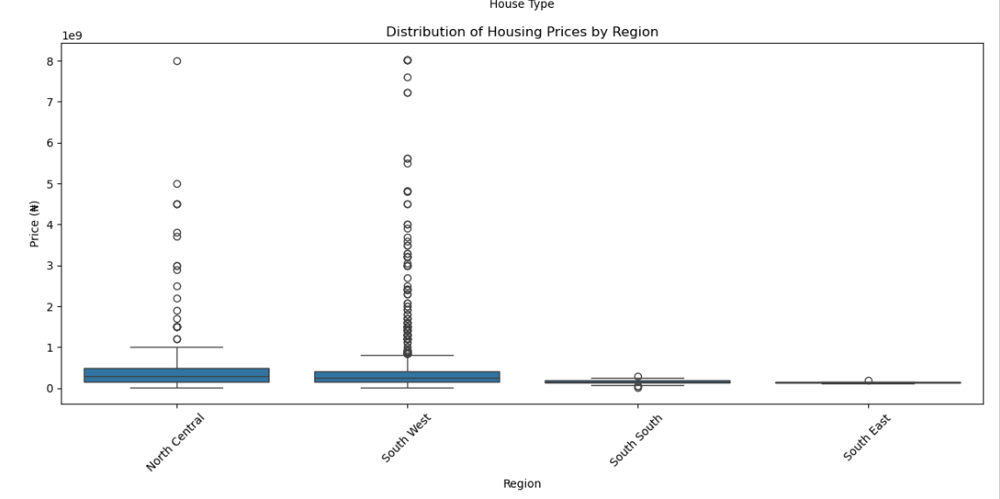 House Type
Distribution of Housing Prices by Region
1e9
8
7
6
5
4
3
2
1
0
Price (₦)
North Central
South West
South South
South East
Region